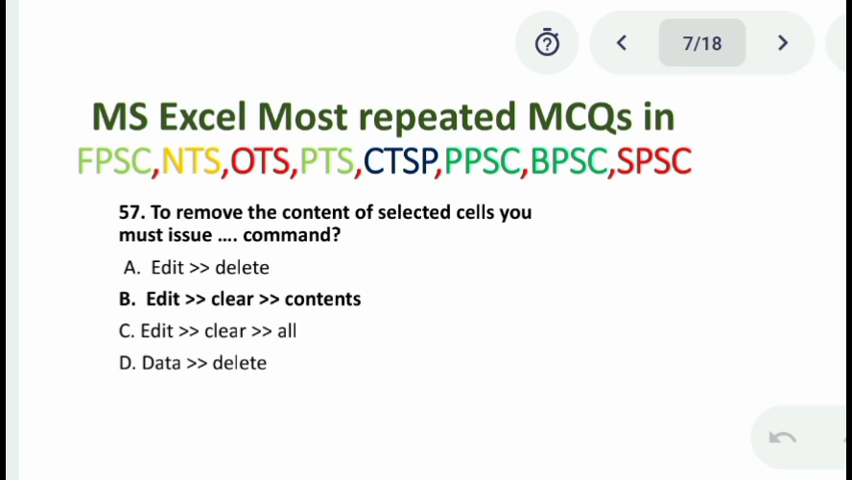 7/18
MS Excel Most repeated MCQs in
FPSC,NTS,OTS,PTS,CTSP,PPSC,BPSC,SPSC
57. To remove the content of selected cells you
must issue .... command?
A. Edit >> delete
B. Edit >> clear >> contents
C. Edit >> clear >> all
D. Data >> delete